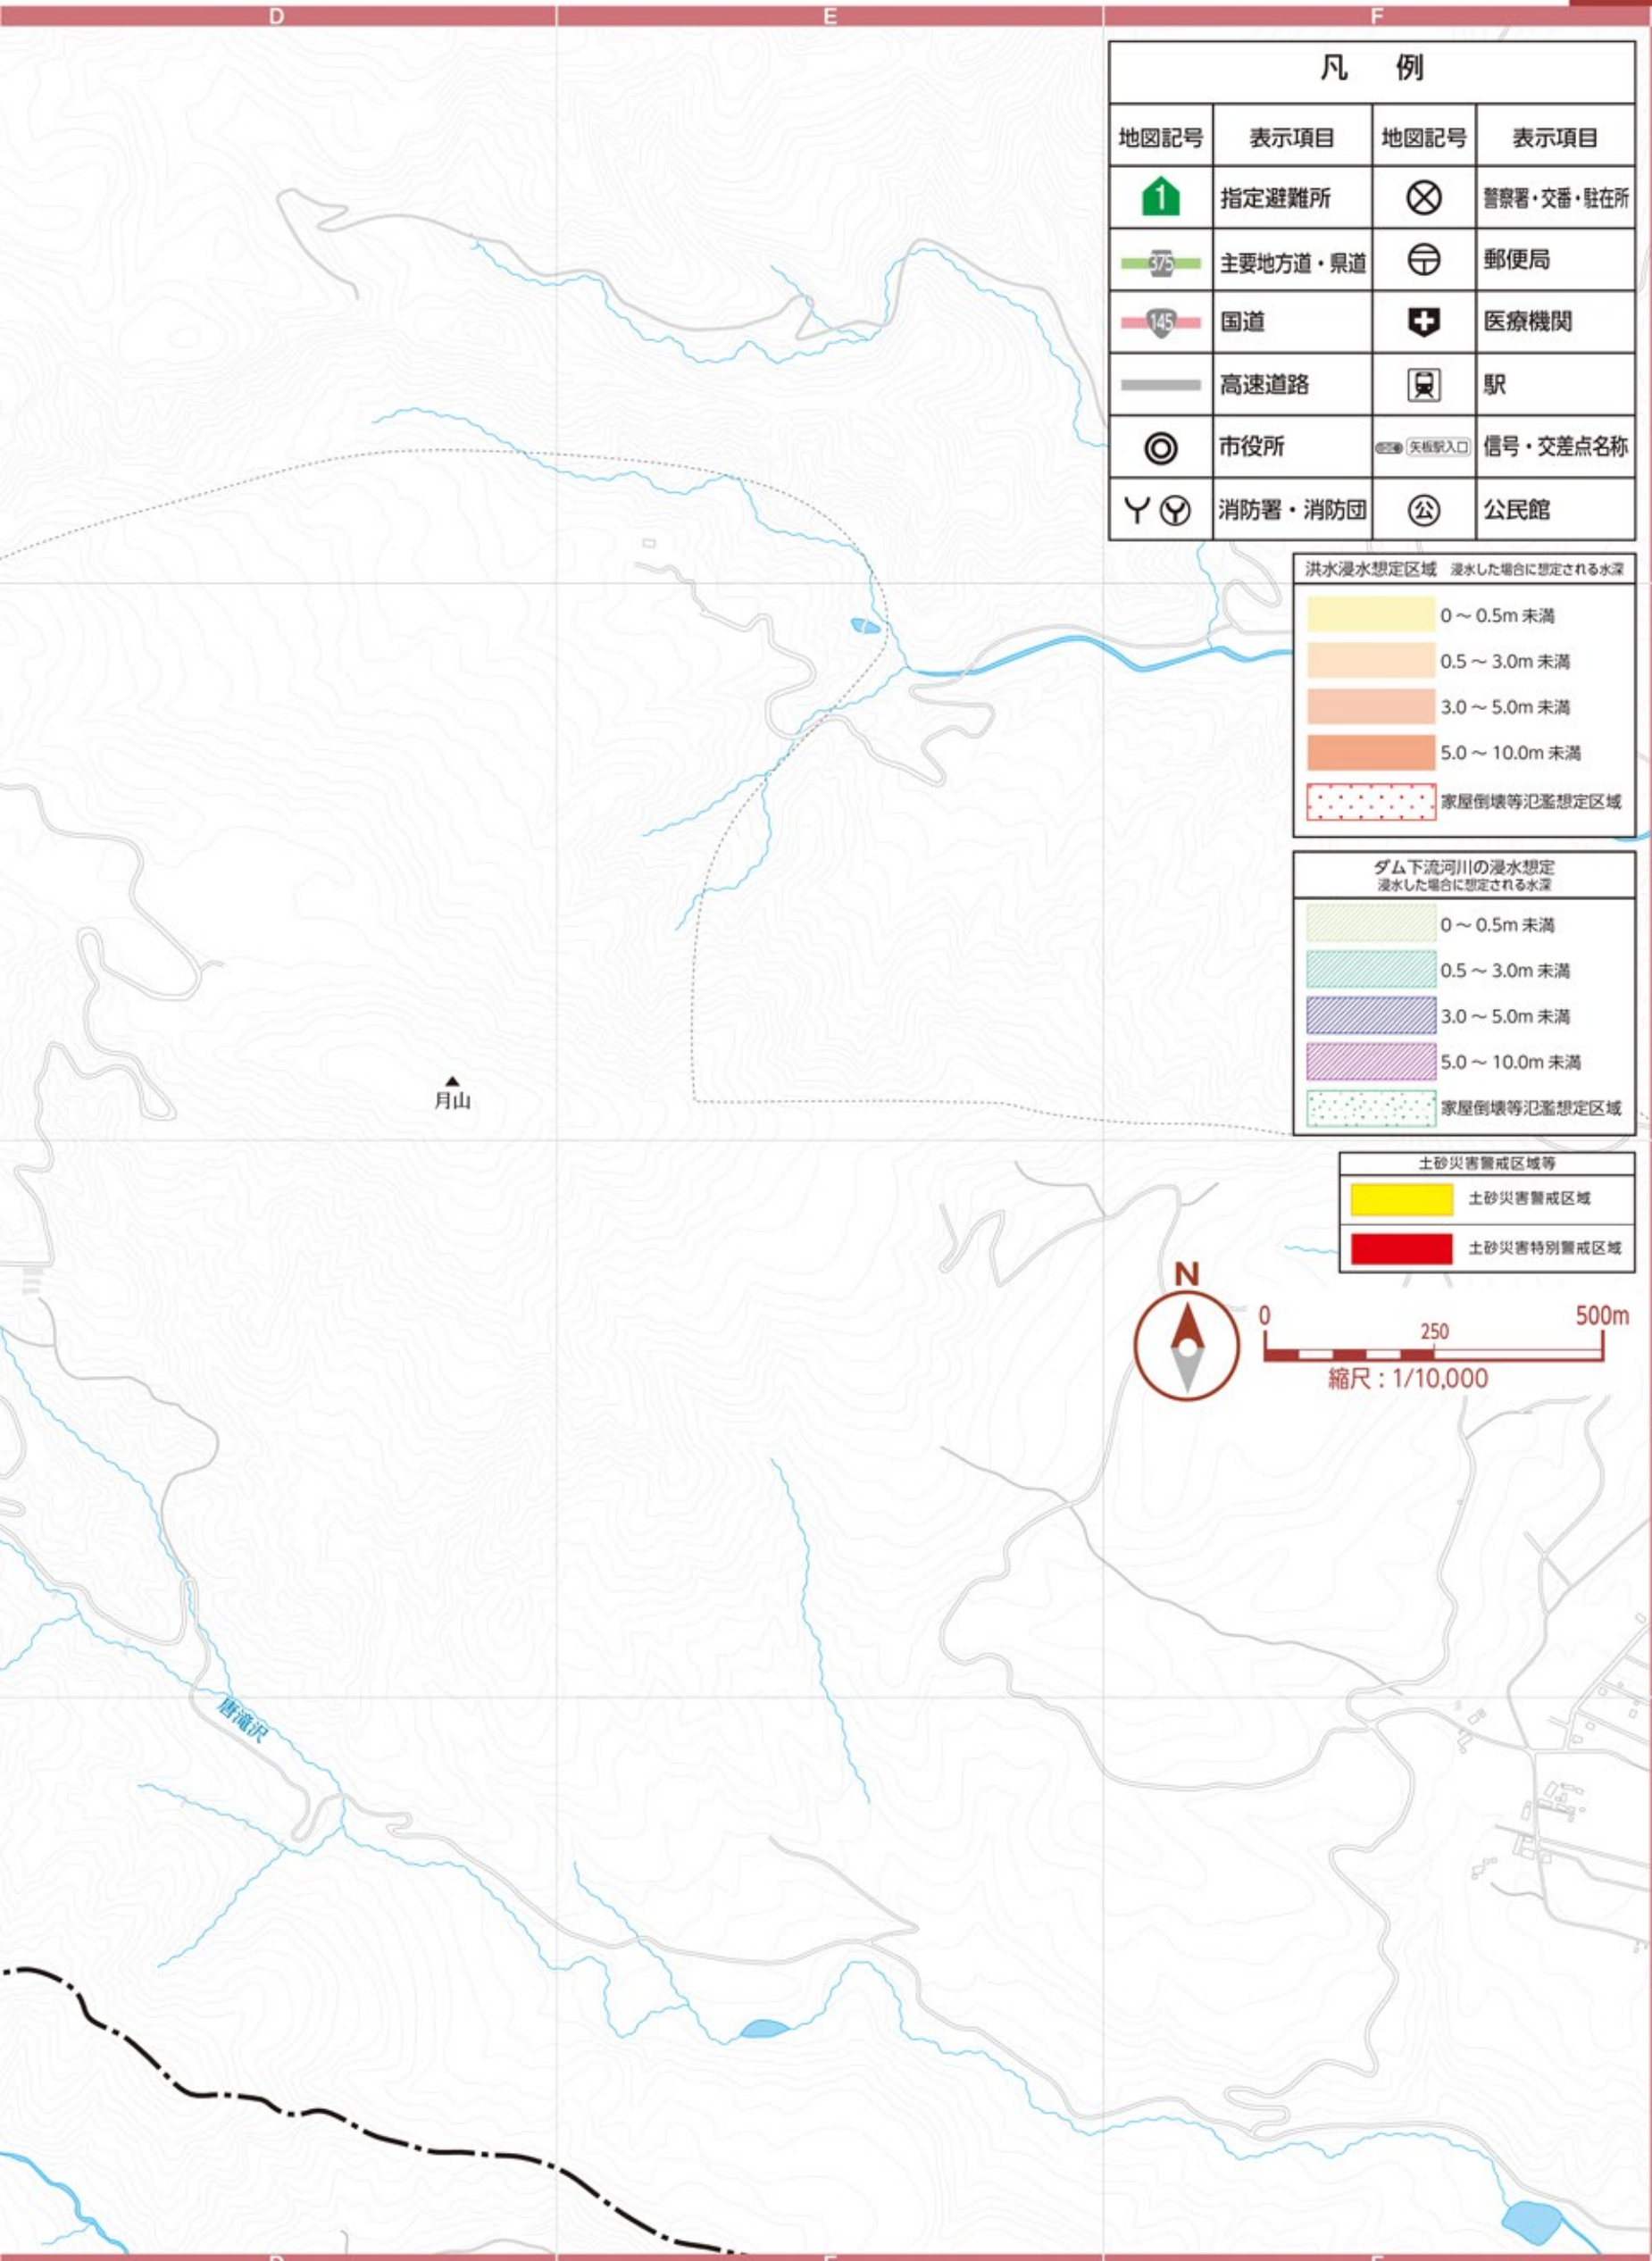 D E F
凡 例
地図記号 表示項目 地図記号 表示項目
1 指定避難所 警察署・交番・駐在所
375 主要地方道・県道 郵便局
145 国道 医療機関
高速道路 駅
市役所 矢板駅入口 信号・交差点名称
消防署・消防団 公 公民館
洪水浸水想定区域 浸水した場合に想定される水深
0～0.5m 未満
0.5～3.0m 未満
3.0～5.0m 未満
5.0～10.0m 未満
家屋倒壊等氾濫想定区域
ダム下流河川の浸水想定
浸水した場合に想定される水深
0～0.5m 未満
0.5～3.0m 未満
3.0～5.0m 未満
5.0～10.0m 未満
家屋倒壊等氾濫想定区域
月山
土砂災害警戒区域等
土砂災害警戒区域
土砂災害特別警戒区域
N
0 250 500m
縮尺：1/10,000
唐滝沢